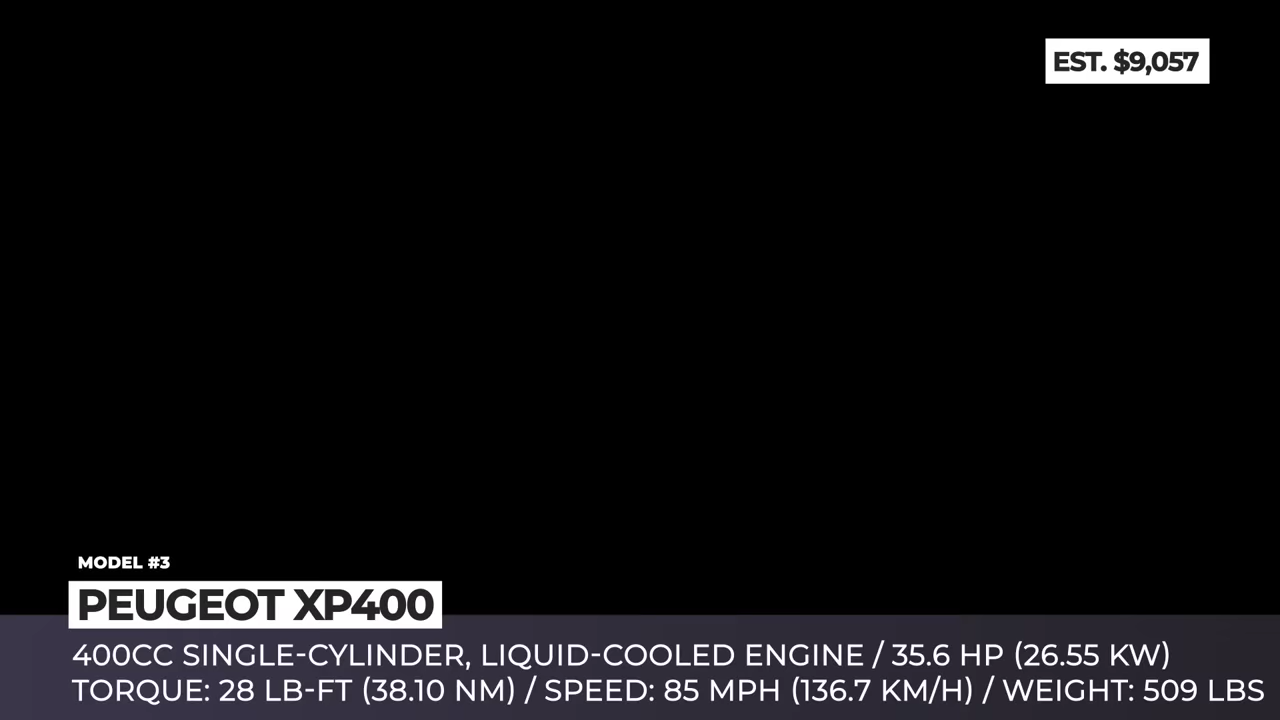 EST. $9,057
MODEL #3
PEUGEOT XP400
400CC SINGLE-CYLINDER, LIQUID-COOLED ENGINE / 35.6 HP (26.55 KW)
TORQUE: 28 LB-FT (38.10 NM) / SPEED: 85 MPH (136.7 KM/H) / WEIGHT: 509 LBS